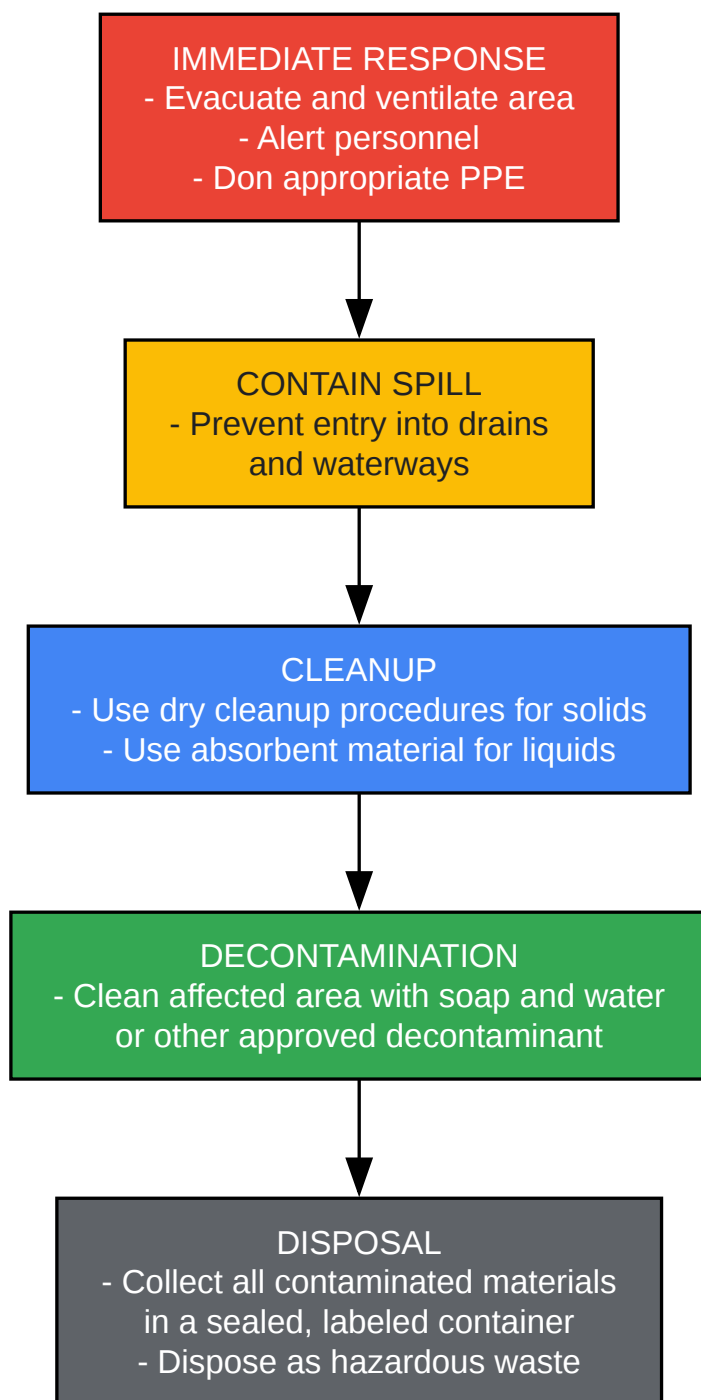 IMMEDIATE RESPONSE
- Evacuate and ventilate area
- Alert personnel
- Don appropriate PPE
CONTAIN SPILL
- Prevent entry into drains
and waterways
CLEANUP
- Use dry cleanup procedures for solids
- Use absorbent material for liquids
DECONTAMINATION
- Clean affected area with soap and water
or other approved decontaminant
DISPOSAL
- Collect all contaminated materials
in a sealed, labeled container
- Dispose as hazardous waste